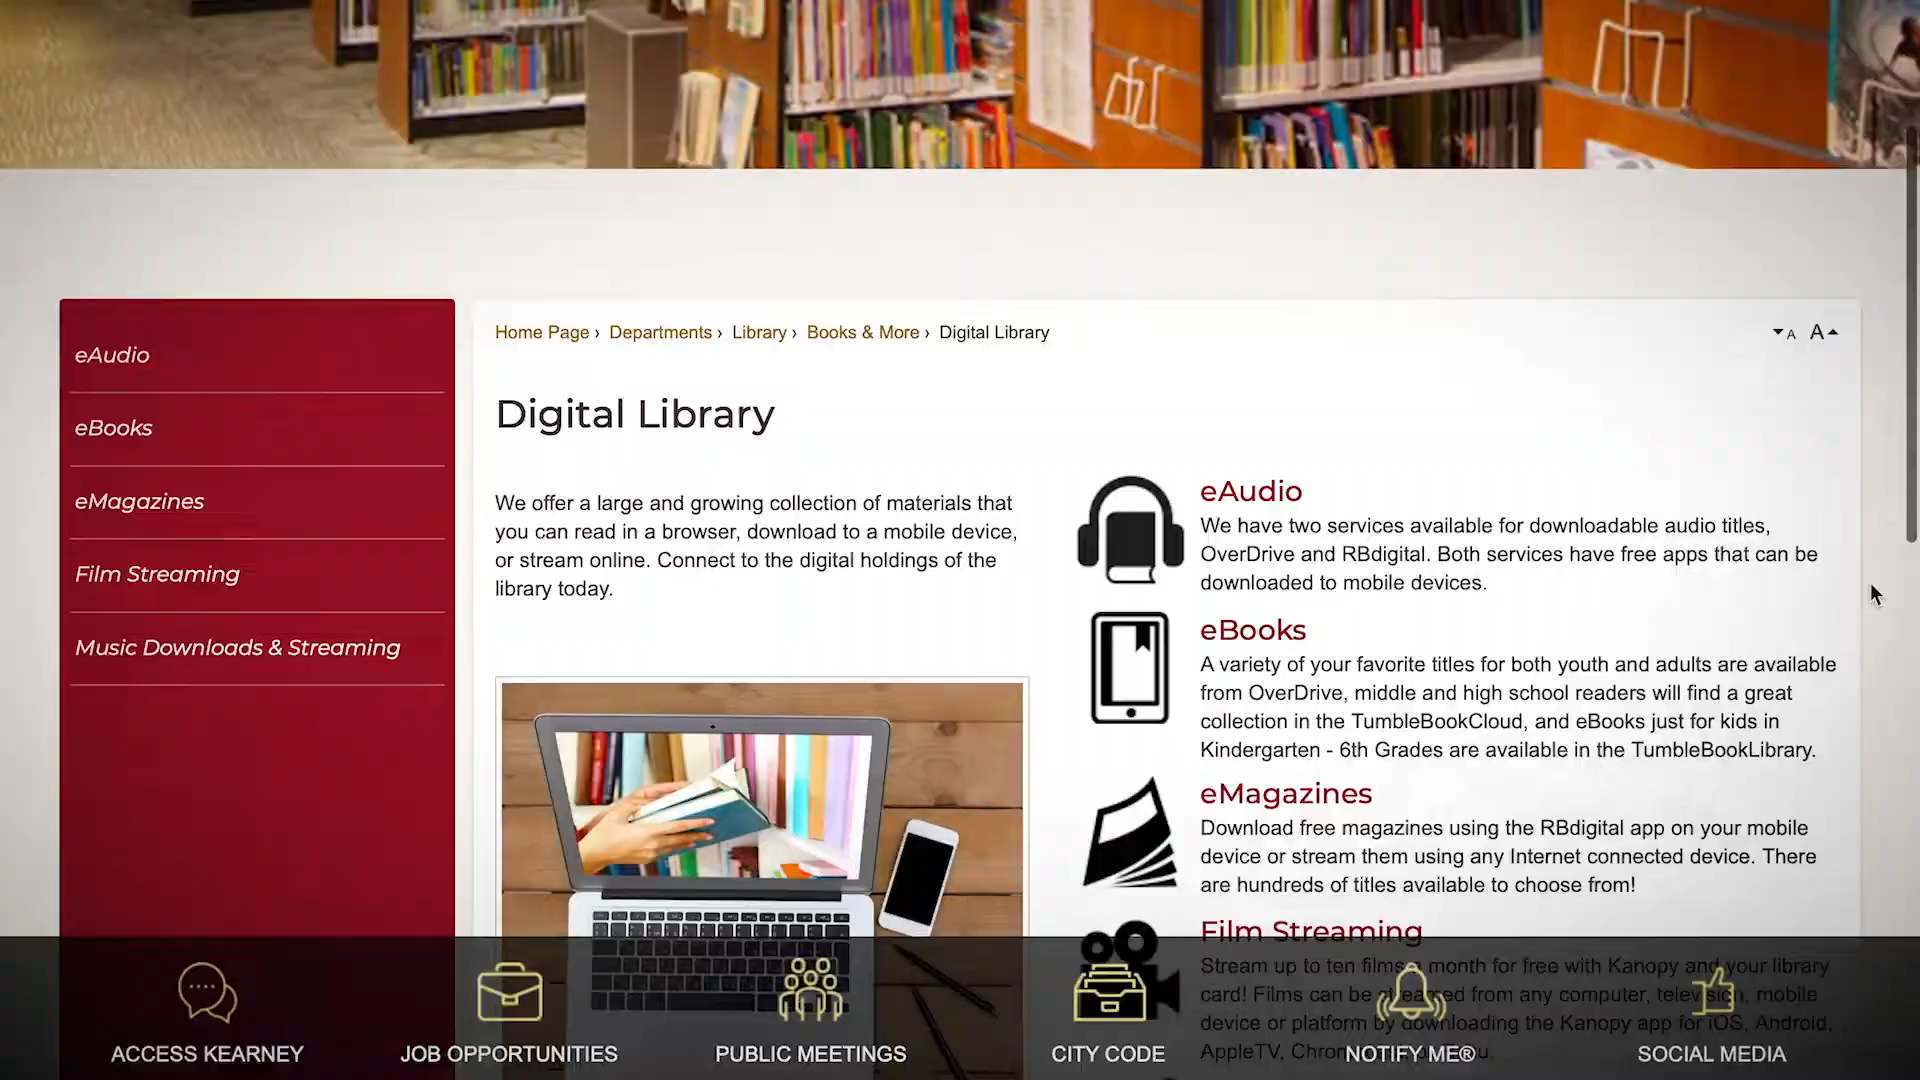 eAudio
eBooks
eMagazines
Film Streaming
Music Downloads & Streaming
Home Page › Departments › Library › Books & More › Digital Library
A A
Digital Library
We offer a large and growing collection of materials that
you can read in a browser, download to a mobile device,
or stream online. Connect to the digital holdings of the
library today.
eAudio
We have two services available for downloadable audio titles,
OverDrive and RBdigital. Both services have free apps that can be
downloaded to mobile devices.
eBooks
A variety of your favorite titles for both youth and adults are available
from OverDrive, middle and high school readers will find a great
collection in the TumbleBookCloud, and eBooks just for kids in
Kindergarten - 6th Grades are available in the TumbleBookLibrary.
eMagazines
Download free magazines using the RBdigital app on your mobile
device or stream them using any Internet connected device. There
are hundreds of titles available to choose from!
Film Streaming
Stream up to ten films a month for free with Kanopy and your library
card! Films can be streamed from any computer, television, mobile
device or platform by downloading the Kanopy app for iOS, Android,
AppleTV,
ACCESS KEARNEY
JOB OPPORTUNITIES
PUBLIC MEETINGS
CITY CODE
NOTIFY ME®
SOCIAL MEDIA